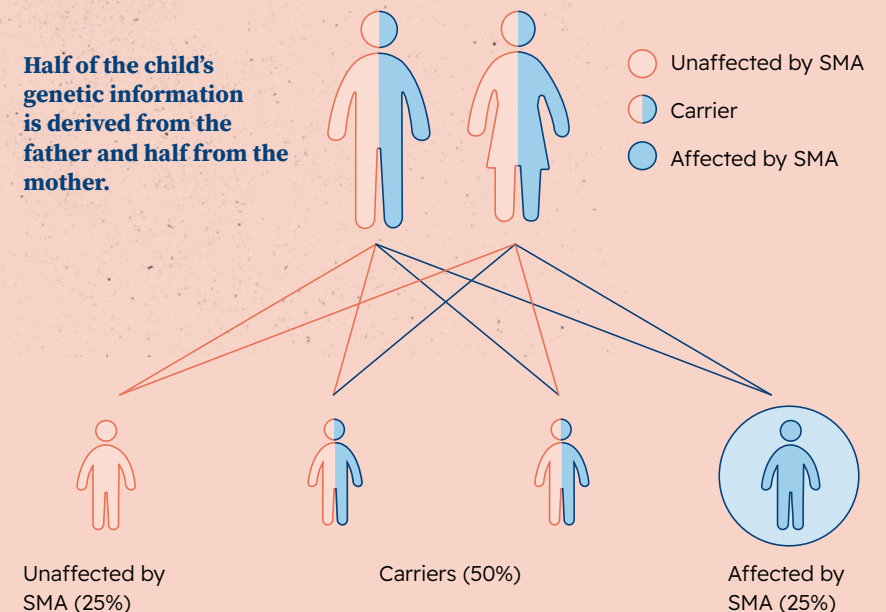 Half of the child's
genetic information
is derived from the
father and half from the
mother.
Unaffected by SMA
Carrier
Affected by SMA
Unaffected by
SMA (25%)
Carriers (50%)
Affected by
SMA (25%)